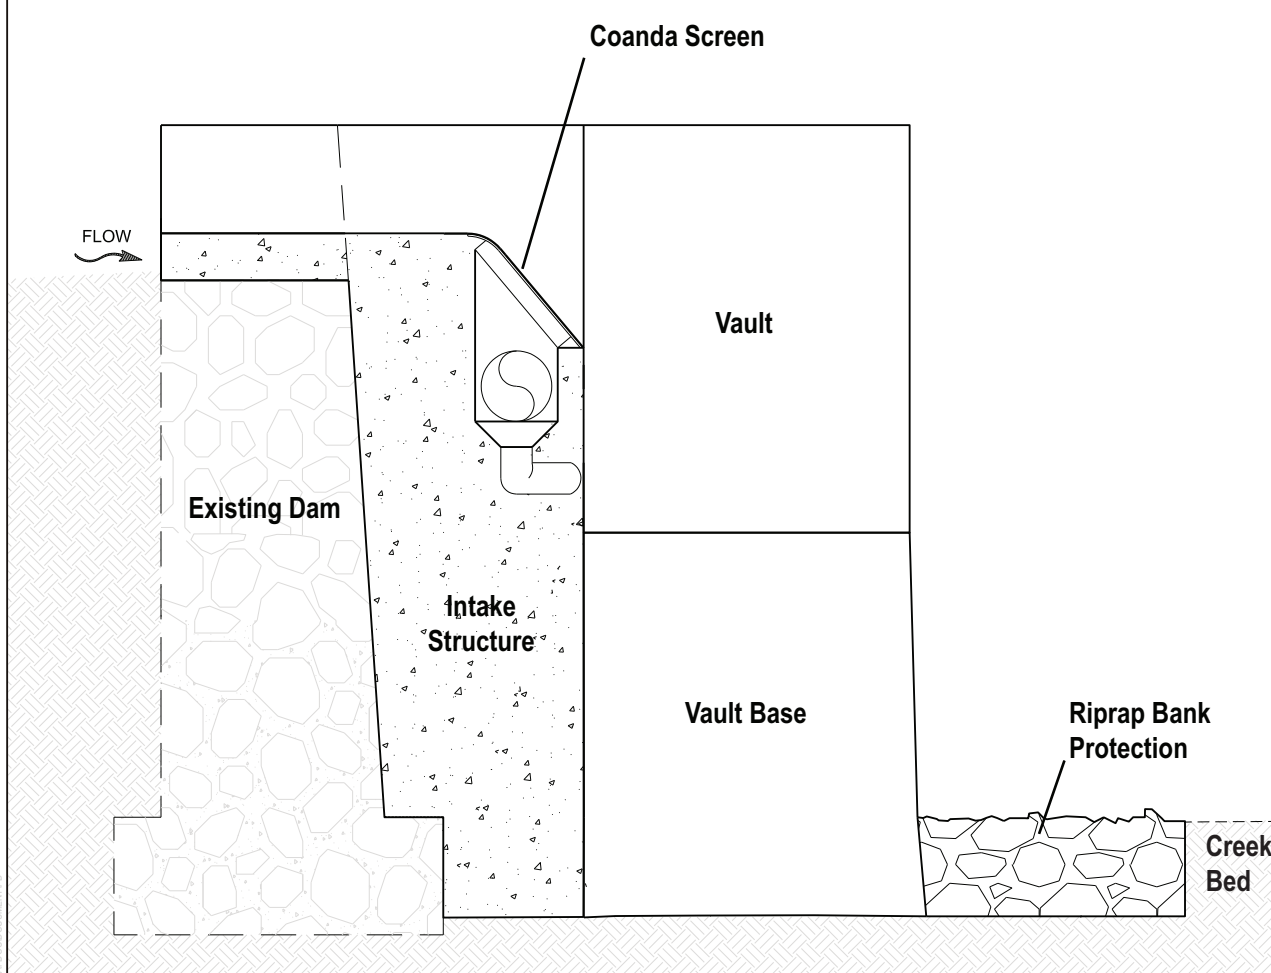 Coanda Screen
FLOW
Vault
Existing Dam
Intake
Structure
Vault Base
Riprap Bank
Protection
Creek
Bed